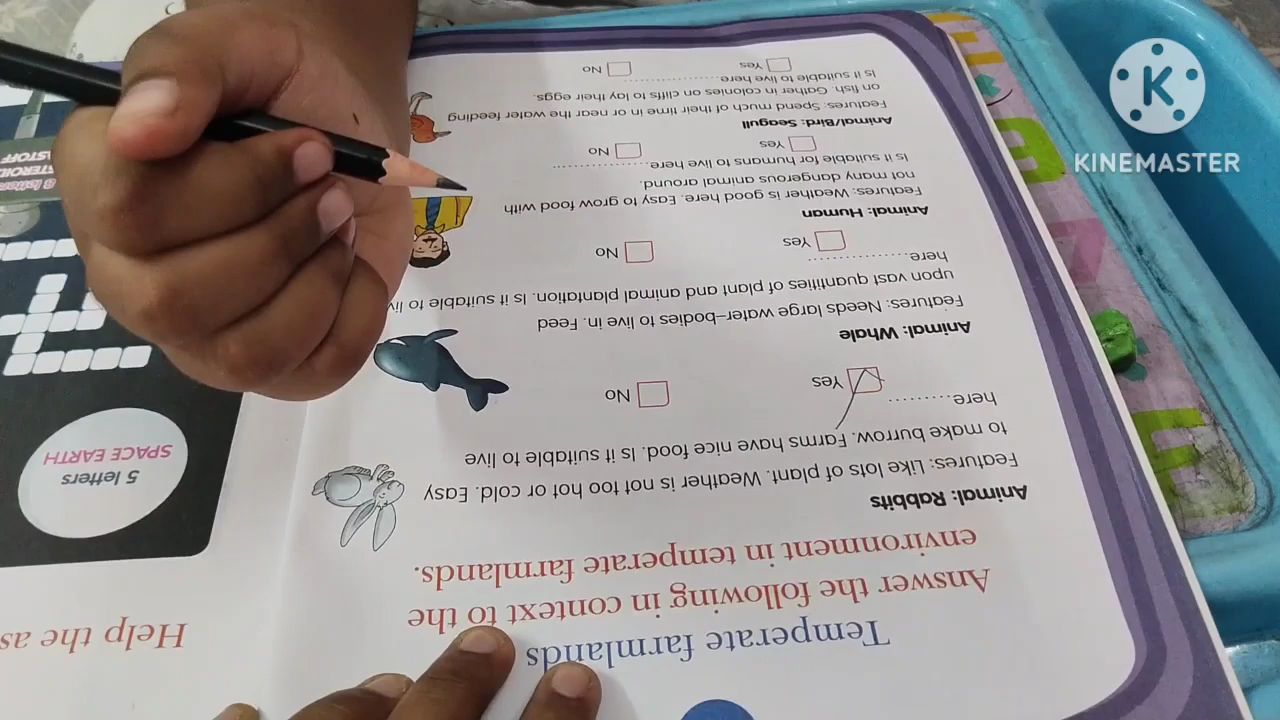 Temperate farmlands
Answer the following in context to the
environment in temperate farmlands.
Animal: Rabbits
Features: Like lots of plant. Weather is not too hot or cold. Easy
to make burrow. Farms have nice food. Is it suitable to live
here...........
Yes
No
Animal: Whale
Features: Needs large water-bodies to live in. Feed
upon vast quantities of plant and animal plantation. Is it suitable to
here.................
Yes
No
Animal: Human
Features: Weather is good here. Easy to grow food with
not many dangerous animal around.
Is it suitable for humans to live here.................
Yes
No
Animal/Bird: Seagull
Features: Spend much of their time in or near the water feeding
on fish. Gather in colonies on cliffs to lay their eggs.
Is it suitable to live here..................
Yes
No
Help the
5 letters
SPACE EARTH
K
KINEMASTER